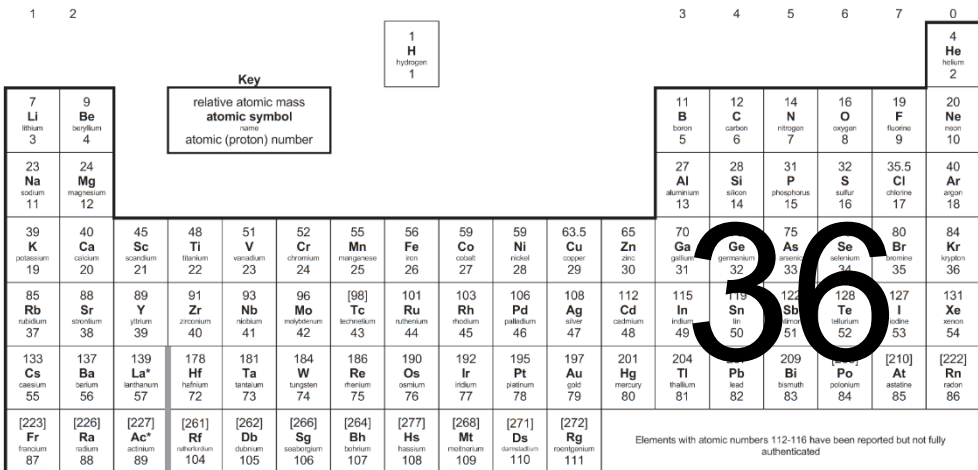 1 2 3 4 5 6 7 0
1 4
H He
hydrogen helium
1 2
Key
relative atomic mass
atomic symbol
name
atomic (proton) number
7 9 11 12 14 16 19 20
Li Be B C N O F Ne
lithium beryllium boron carbon nitrogen oxygen fluorine neon
3 4 5 6 7 8 9 10
23 24 27 28 31 32 35.5 40
Na Mg Al Si P S Cl Ar
sodium magnesium aluminium silicon phosphorus sulfur chlorine argon
11 12 13 14 15 16 17 18
39 40 45 48 51 52 55 56 59 59 63.5 65 70 75 80 84
K Ca Sc Ti V Cr Mn Fe Co Ni Cu Zn Ga Ge As Se Br Kr
potassium calcium scandium titanium vanadium chromium manganese iron cobalt nickel copper zinc gallium germanium arsenic selenium bromine krypton
19 20 21 22 23 24 25 26 27 28 29 30 31 32 33 34 35 36
36
85 88 89 91 93 96 [98] 101 103 106 108 112 115 119 122 128 127 131
Rb Sr Y Zr Nb Mo Tc Ru Rh Pd Ag Cd In Sn Sb Te I Xe
rubidium strontium yttrium zirconium niobium molybdenum technetium ruthenium rhodium palladium silver cadmium indium tin tellurium iodine xenon
37 38 39 40 41 42 43 44 45 46 47 48 49 50 51 52 53 54
133 137 139 178 181 184 186 190 192 195 197 201 204 209 [210] [222]
Cs Ba La* Hf Ta W Re Os Ir Pt Au Hg Tl Pb Bi Po At Rn
caesium barium lanthanum hafnium tantalum tungsten rhenium osmium iridium platinum gold mercury thallium lead bismuth polonium astatine radon
55 56 57 72 73 74 75 76 77 78 79 80 81 82 83 84 85 86
[223] [226] [227] [261] [262] [266] [264] [277] [268] [271] [272]
Fr Ra Ac* Rf Db Sg Bh Hs Mt Ds Rg
francium radium actinium rutherfordium dubnium seaborgium bohrium hassium meitnerium darmstadtium roentgenium
87 88 89 104 105 106 107 108 109 110 111
Elements with atomic numbers 112-116 have been reported but not fully
authenticated